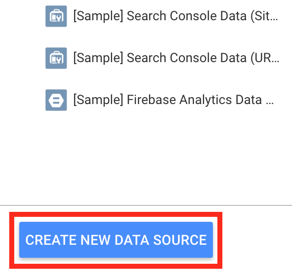 [Sample] Search Console Data (Sit...
[Sample] Search Console Data (UR...
[Sample] Firebase Analytics Data ...
CREATE NEW DATA SOURCE